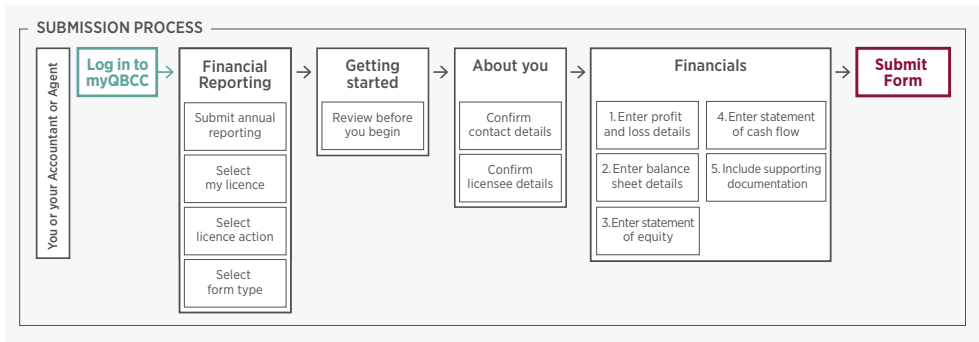 SUBMISSION PROCESS
You or your Accountant or Agent
Log in to
myQBCC
Financial
Reporting
Submit annual
reporting
Select
my licence
Select
licence action
Select
form type
Getting
started
Review before
you begin
About you
Confirm
contact details
Confirm
licensee details
Financials
1. Enter profit
and loss details
2. Enter balance
sheet details
3. Enter statement
of equity
4. Enter statement
of cash flow
5. Include supporting
documentation
Submit
Form